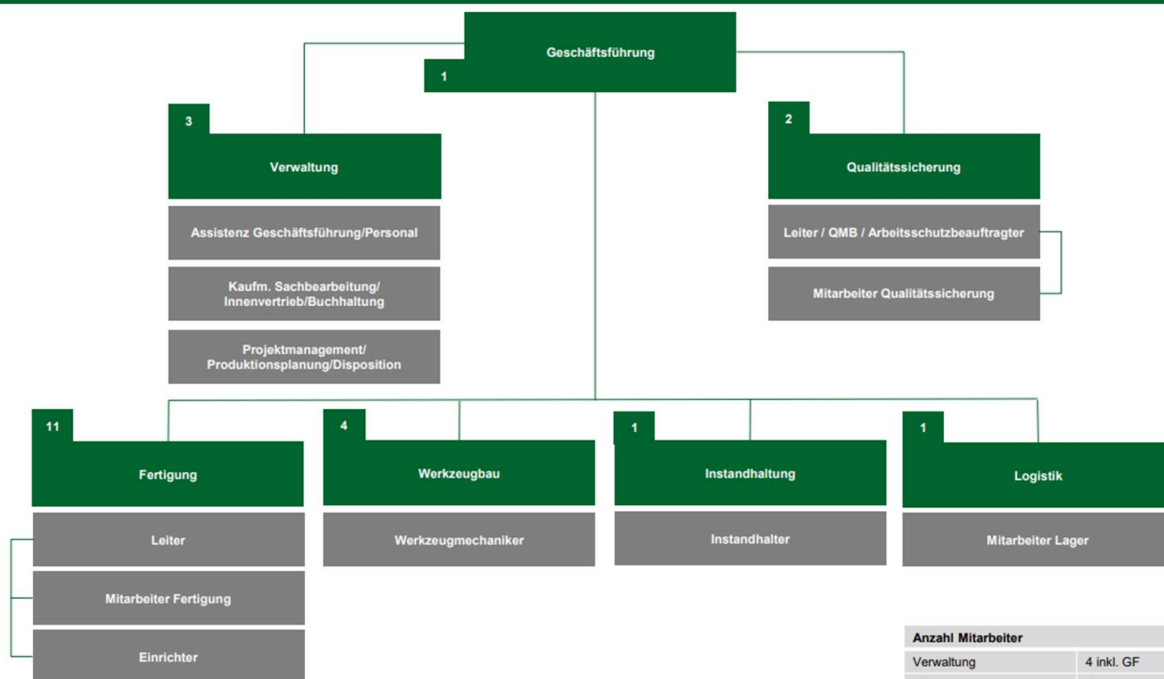 Geschäftsführung
1
3
Verwaltung
Assistenz Geschäftsführung/Personal
Kaufm. Sachbearbeitung/
Innenvertrieb/Buchhaltung
Projektmanagement/
Produktionsplanung/Disposition
2
Qualitätssicherung
Leiter / QMB / Arbeitsschutzbeauftragter
Mitarbeiter Qualitätssicherung
11
Fertigung
Leiter
Mitarbeiter Fertigung
Einrichter
4
Werkzeugbau
Werkzeugmechaniker
1
Instandhaltung
Instandhalter
1
Logistik
Mitarbeiter Lager
Anzahl Mitarbeiter
Verwaltung 4 inkl. GF